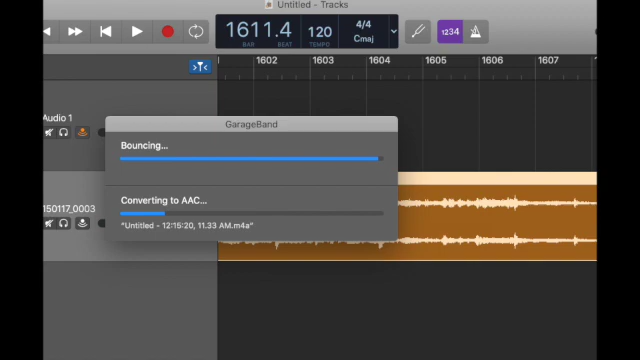 Untitled - Tracks
1611.4
BAR
BEAT
120
TEMPO
4/4
Cmaj
1234
1602 1603 1604 1605 1606 1607
Audio 1
GarageBand
Bouncing...
Converting to AAC...
"Untitled - 12:15:20, 11.33 AM.m4a"
150117_0003